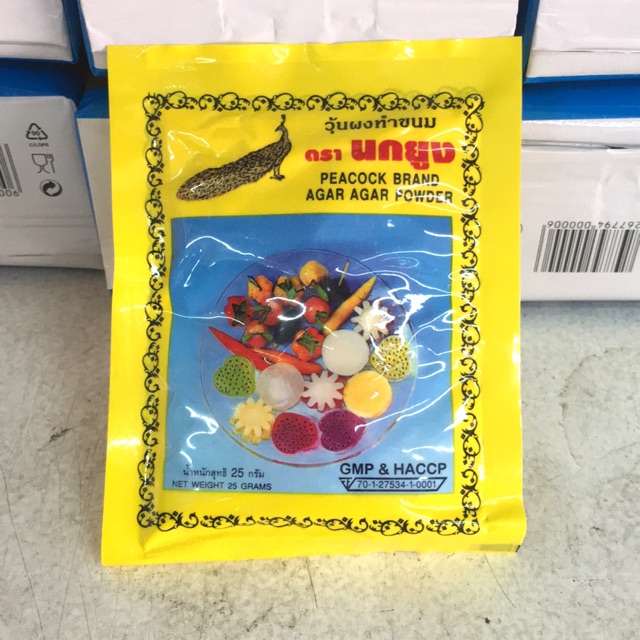 วุ้นผงทำขนม
ตรา นกยูง
PEACOCK BRAND
AGAR AGAR POWDER
น้ำหนักสุทธิ 25 กรัม
NET WEIGHT 25 GRAMS
GMP & HACCP
70-1-27534-1-0001